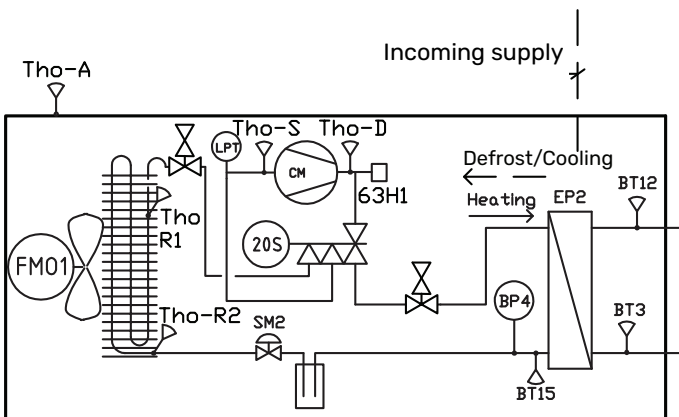 Incoming supply
Tho-A
Tho-S
Tho-D
LPT
CM
63H1
Defrost/Cooling
Heating
EP2
BT12
Tho
R1
20S
FM01
BP4
Tho-R2
SM2
BT3
BT15